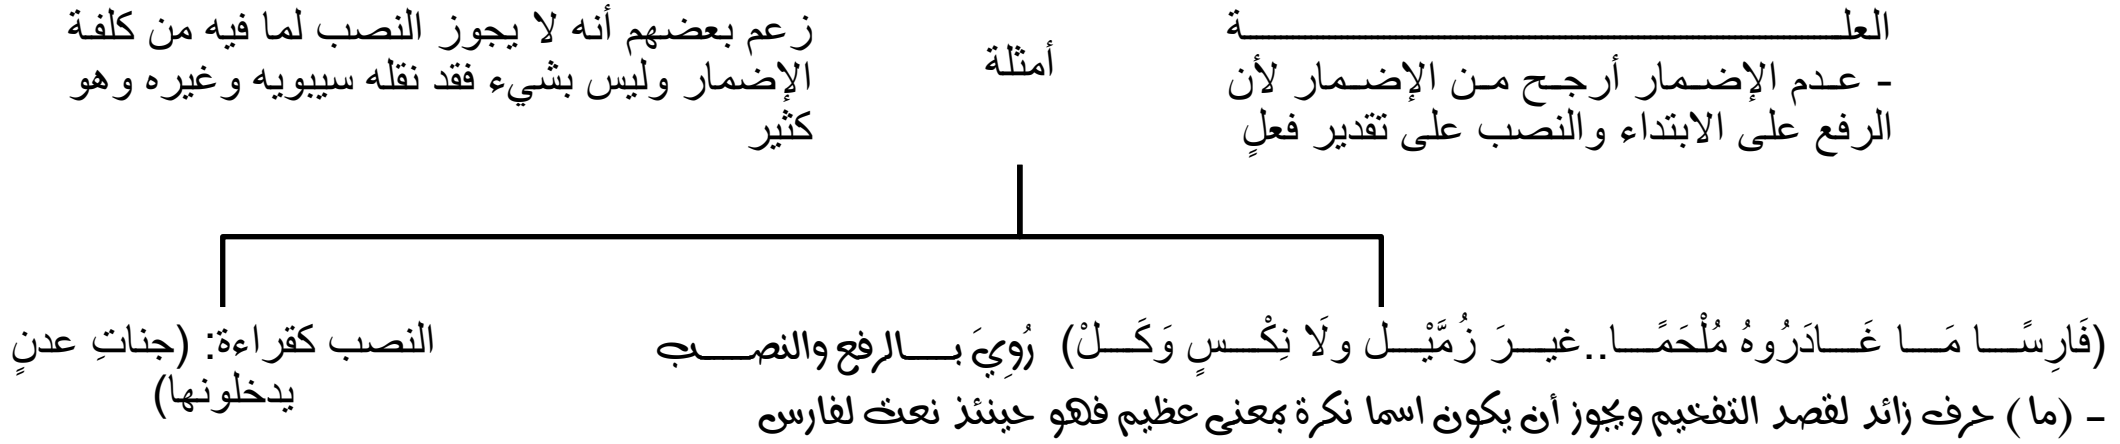 العلة
- عدم الإضمار أرجح من الإضمار لأن
الرفع على الابتداء والنصب على تقدير فعلٍ
أمثلة
زعم بعضهم أنه لا يجوز النصب لما فيه من كلفة
الإضمار وليس بشيء فقد نقله سيبويه وغيره وهو
كثير
(فَارِسًا مَا غَادَرُوهُ مُلْحَمًا..غيرَ زُمَّيْل ولَا نِكْسٍ وَكَلْ) رُوِيَ بالرفع والنصب
- (ما) حرف زائد لقصد التفخيم ويجوز أن يكون اسما نكرة بمعنى عظيم فهو حينئذ نعت لفارس
النصب كقراءة: (جناتِ عدنٍ
يدخلونها)